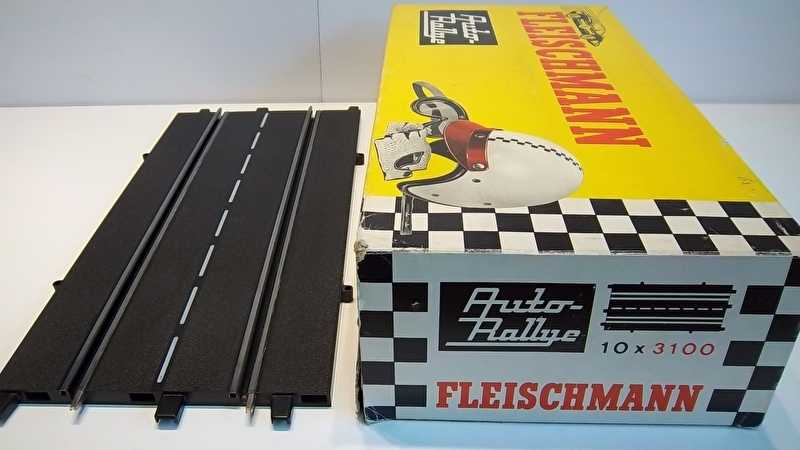 Auto-
Rallye
FLEISCHMANN
Auto-
Rallye
10 x 3100
FLEISCHMANN